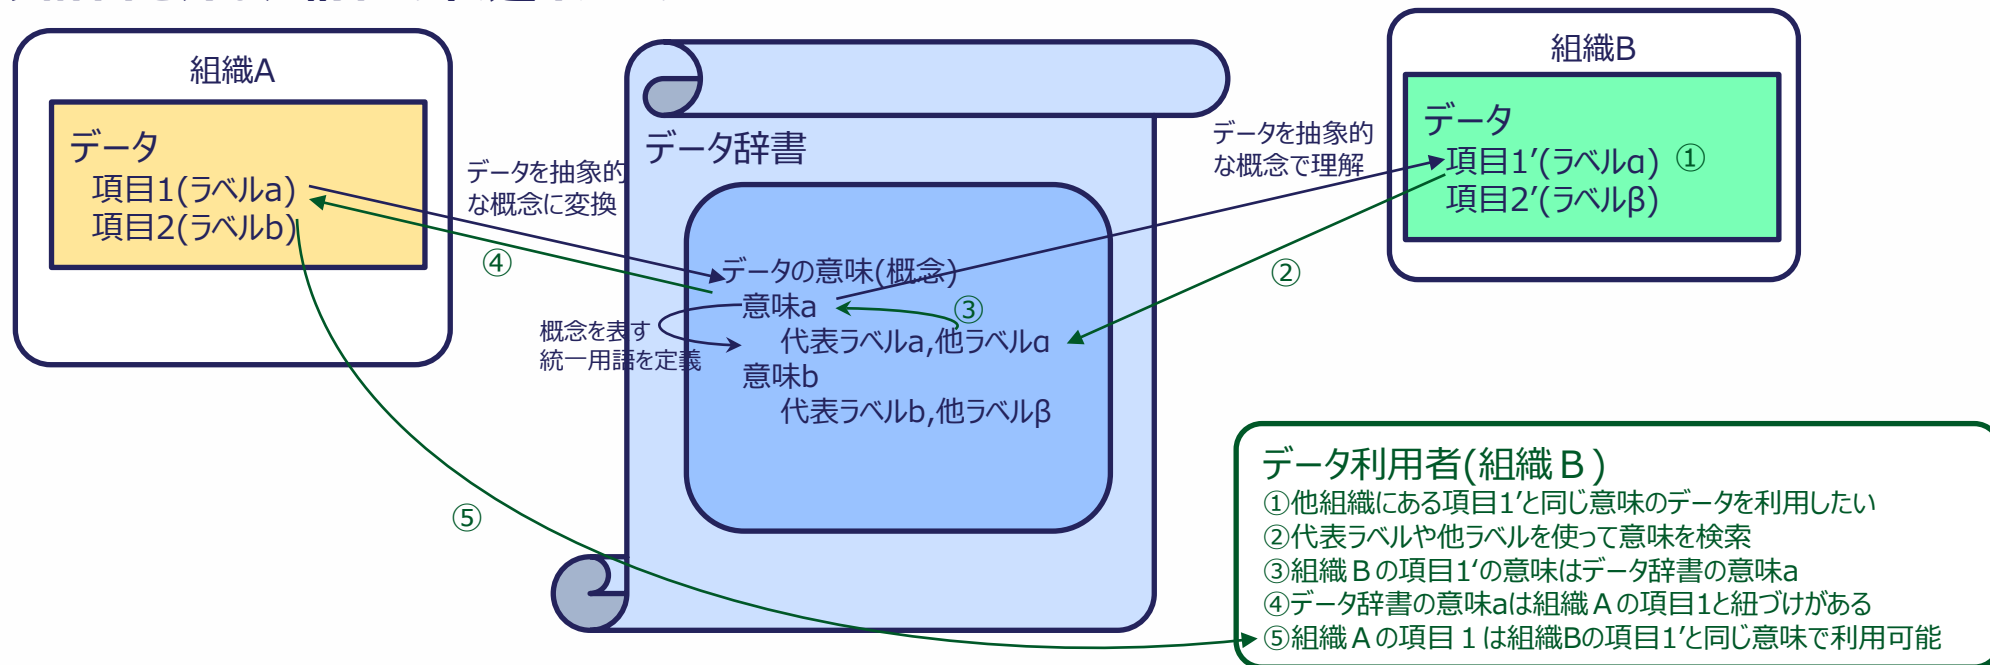 組織A
データ
項目1(ラベルa)
項目2(ラベルb)
データを抽象的
な概念に変換
④
データ辞書
データの意味(概念)
意味a
③
代表ラベルa,他ラベルα
意味b
代表ラベルb,他ラベルβ
概念を表す
統一用語を定義
⑤
データを抽象的
な概念で理解
②
組織B
データ
項目1’(ラベルα) ①
項目2’(ラベルβ)
データ利用者(組織Ｂ)
①他組織にある項目1’と同じ意味のデータを利用したい
②代表ラベルや他ラベルを使って意味を検索
③組織Ｂの項目1‘の意味はデータ辞書の意味a
④データ辞書の意味aは組織Ａの項目1と紐づけがある
⑤組織Ａの項目１は組織Bの項目1’と同じ意味で利用可能